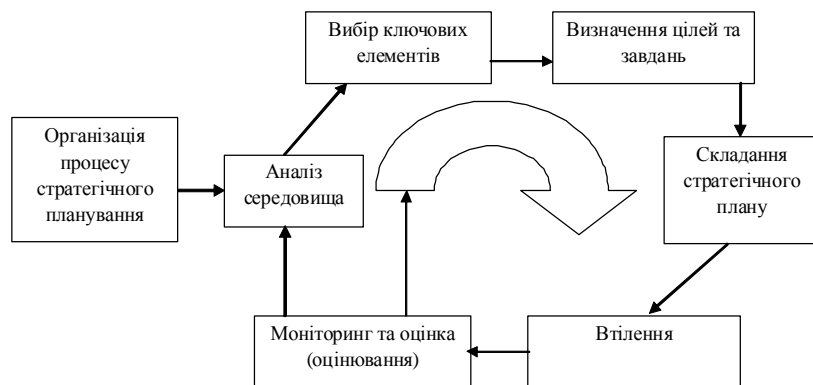 Вибір ключових
елементів
Визначення цілей та
завдань
Організація
процесу
стратегічного
планування
Аналіз
середовища
Складання
стратегічного
плану
Моніторинг та оцінка
(оцінювання)
Втілення